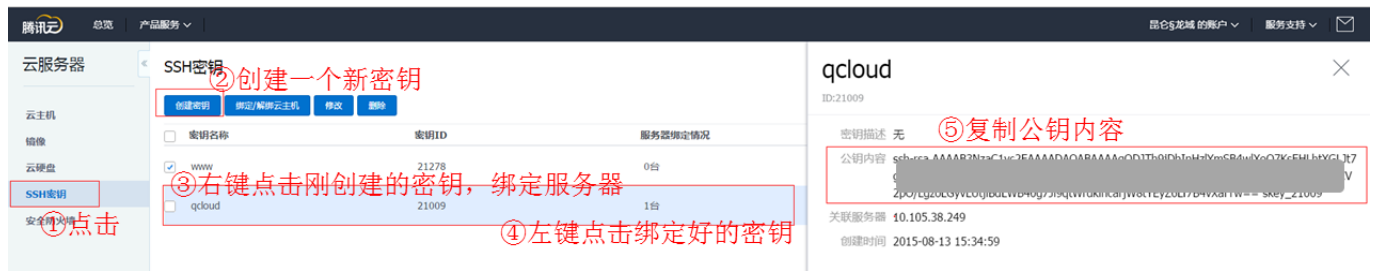 腾讯云 总览 产品服务 昆仑§龙域 的账户 服务支持
云服务器
云主机
镜像
云硬盘
SSH密钥
安全防火墙
①点击
SSH密钥
②创建一个新密钥
创建密钥 绑定/解绑云主机 修改 删除
密钥名称 密钥ID 服务器绑定情况
www 21278 0台
③右键点击刚创建的密钥，绑定服务器
qcloud 21009 1台
④左键点击绑定好的密钥
qcloud
ID:21009
⑤复制公钥内容
密钥描述 无
公钥内容 ssh-rsa
skey_21009
关联服务器 10.105.38.249
创建时间 2015-08-13 15:34:59